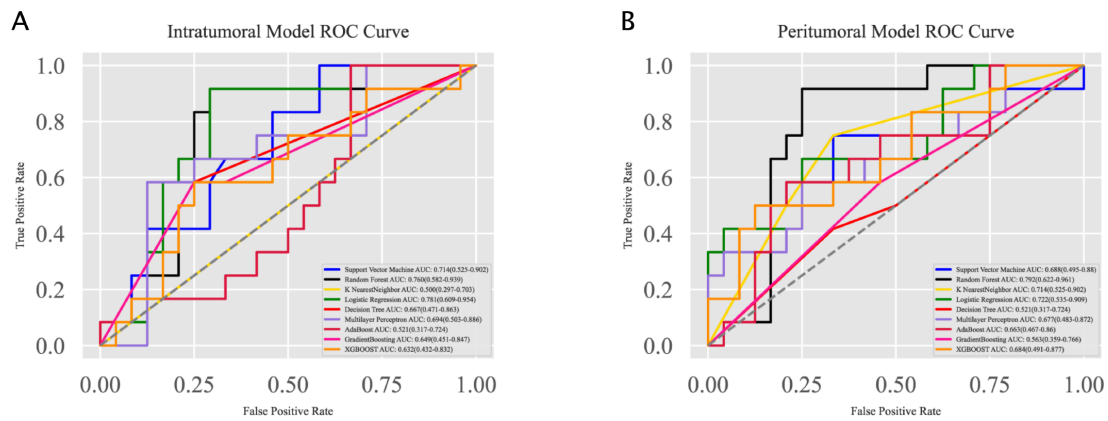 A
Intratumoral Model ROC Curve
1.0
0.8
0.6
0.4
0.2
0.0
True Positive Rate
0.00
0.25
0.50
0.75
1.00
False Positive Rate
Support Vector Machine AUC: 0.714(0.525-0.902)
Random Forest AUC: 0.760(0.582-0.939)
K NearestNeighbor AUC: 0.500(0.297-0.703)
Logistic Regression AUC: 0.781(0.609-0.954)
Decision Tree AUC: 0.667(0.471-0.863)
Multilayer Perceptron AUC: 0.694(0.503-0.886)
AdaBoost AUC: 0.521(0.317-0.724)
GradientBoosting AUC: 0.649(0.451-0.847)
XGBOOST AUC: 0.632(0.432-0.832)
B
Peritumoral Model ROC Curve
1.0
0.8
0.6
0.4
0.2
0.0
True Positive Rate
0.00
0.25
0.50
0.75
1.00
False Positive Rate
Support Vector Machine AUC: 0.688(0.495-0.88)
Random Forest AUC: 0.792(0.622-0.961)
K NearestNeighbor AUC: 0.714(0.525-0.902)
Logistic Regression AUC: 0.722(0.535-0.909)
Decision Tree AUC: 0.521(0.317-0.724)
Multilayer Perceptron AUC: 0.677(0.483-0.872)
AdaBoost AUC: 0.663(0.467-0.86)
GradientBoosting AUC: 0.563(0.359-0.766)
XGBOOST AUC: 0.684(0.491-0.877)